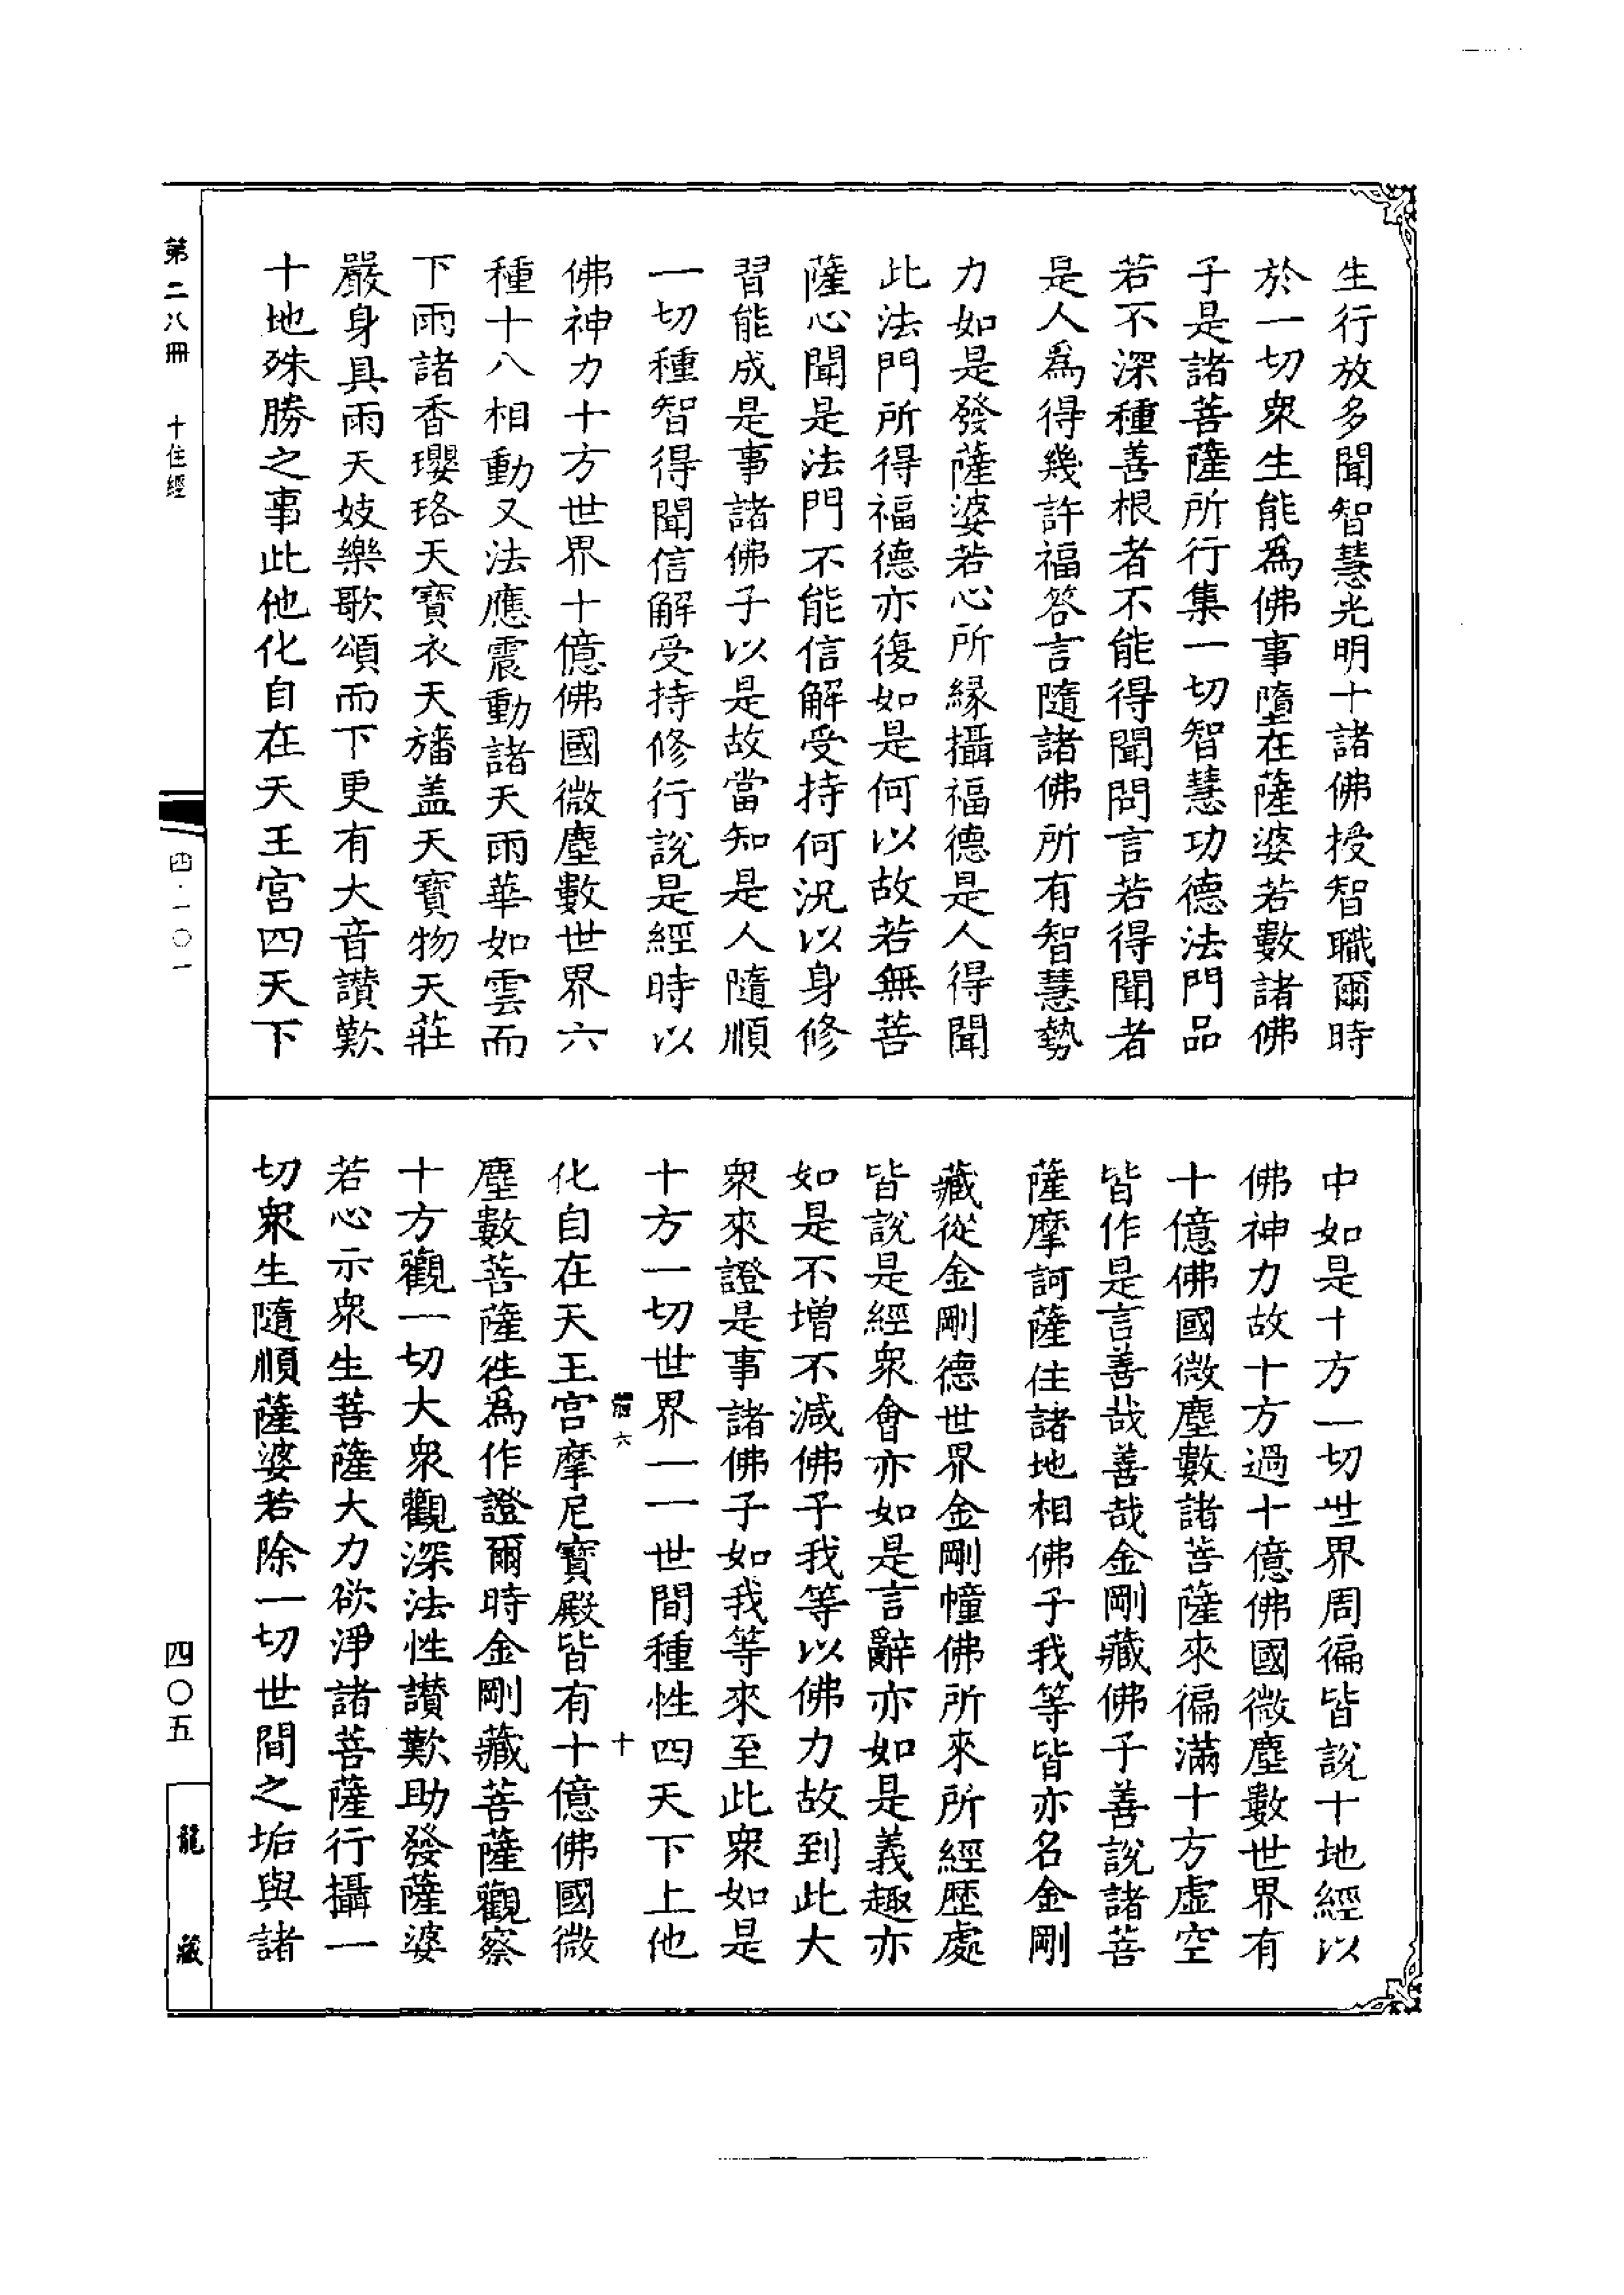 生行放多聞智慧光明十諸佛授智職爾時
於一切衆生能爲佛事墮在薩婆若數諸佛
子是諸菩薩所行集一切智慧功德法門品
若不深種善根者不能得聞問言若得聞者
是人爲得幾許福答言隨諸佛所有智慧勢
力如是發薩婆若心所緣攝福德是人得聞
此法門所得福德亦復如是何以故若無菩
薩心聞是法門不能信解受持何況以身修
習能成是事諸佛子以是故當知是人隨順
一切種智得聞信解受持修行說是經時以
佛神力十方世界十億佛國微塵數世界六
種十八相動又法應震動諸天雨華如雲而
下雨諸香瓔珞天寶衣天旛盖天寶物天莊
嚴身具雨天妓樂歌頌而下更有大音讃歎
十地殊勝之事此他化自在天王宮四天下
中如是十方一切世界周徧皆說十地經以
佛神力故十方過十億佛國微塵數世界有
十億佛國微塵數諸菩薩來徧滿十方虛空
皆作是言善哉善哉金剛藏佛子善說諸菩
薩摩訶薩住諸地相佛子我等皆亦名金剛
藏從金剛德世界金剛幢佛所來所經歷處
皆說是經衆會亦如是言辭亦如是義趣亦
如是不增不減佛子我等以佛力故到此大
衆來證是事諸佛子如我等來至此衆如是
十方一切世界一一世間種性四天下上他
六 十
化自在天王宮摩尼寶殿皆有十億佛國微
塵數菩薩徃爲作證爾時金剛藏菩薩觀察
十方觀一切大衆觀深法性讃歎助發薩婆
若心示衆生菩薩大力欲淨諸菩薩行攝一
切衆生隨順薩婆若除一切世間之垢與諸
第二八冊 十住經
四·一〇一
四〇五
龍藏